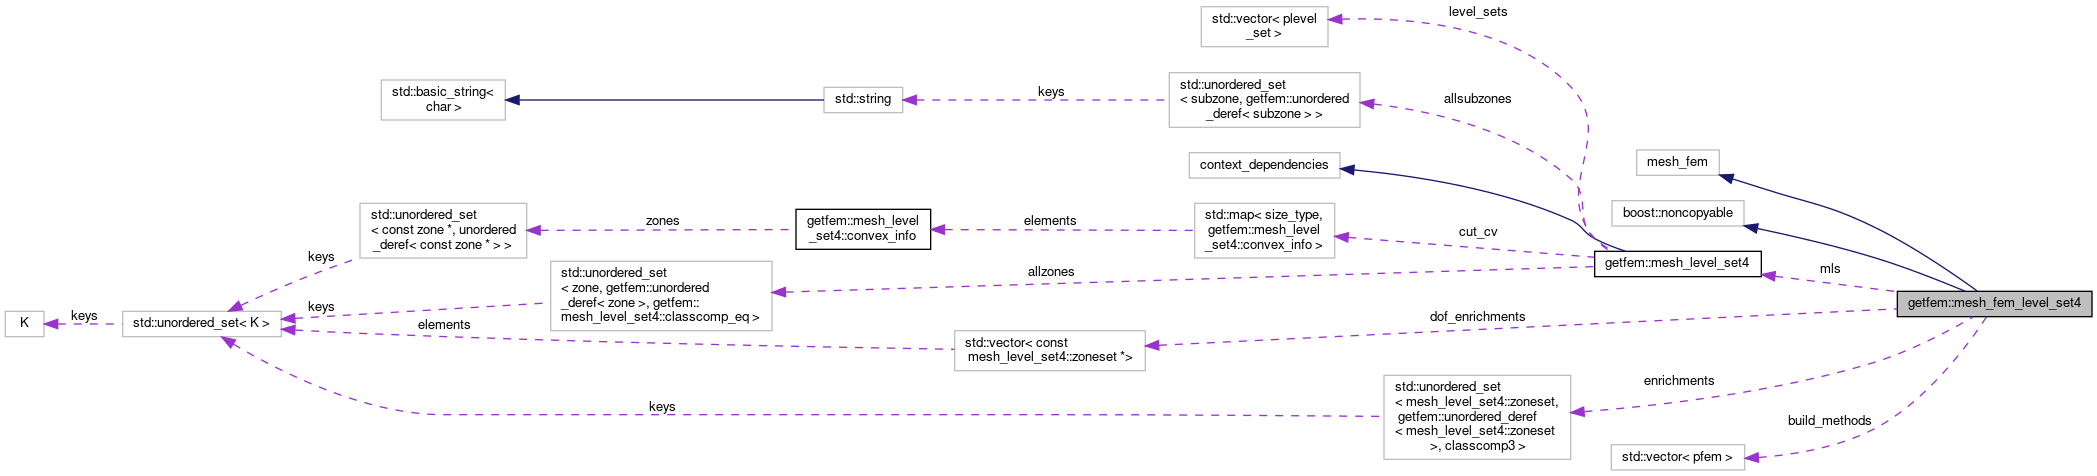 level_sets
std::vector< plevel
_set >
std::basic_string<
char >
std::string
keys
std::unordered_set
< subzone, getfem::unordered
_deref< subzone > >
allsubzones
context_dependencies
mesh_fem
boost::noncopyable
std::unordered_set
< const zone *, unordered
_deref< const zone * > >
zones
getfem::mesh_level
_set4::convex_info
elements
std::map< size_type,
getfem::mesh_level
_set4::convex_info >
cut_cv
getfem::mesh_level_set4
mls
keys
std::unordered_set
< zone, getfem::unordered
_deref< zone >, getfem::
mesh_level_set4::classcomp_eq >
allzones
getfem::mesh_fem_level_set4
K
keys
std::unordered_set< K >
keys
elements
std::vector< const
mesh_level_set4::zoneset *>
dof_enrichments
keys
std::unordered_set
< mesh_level_set4::zoneset,
getfem::unordered_deref
< mesh_level_set4::zoneset
>, classcomp3 >
enrichments
build_methods
std::vector< pfem >